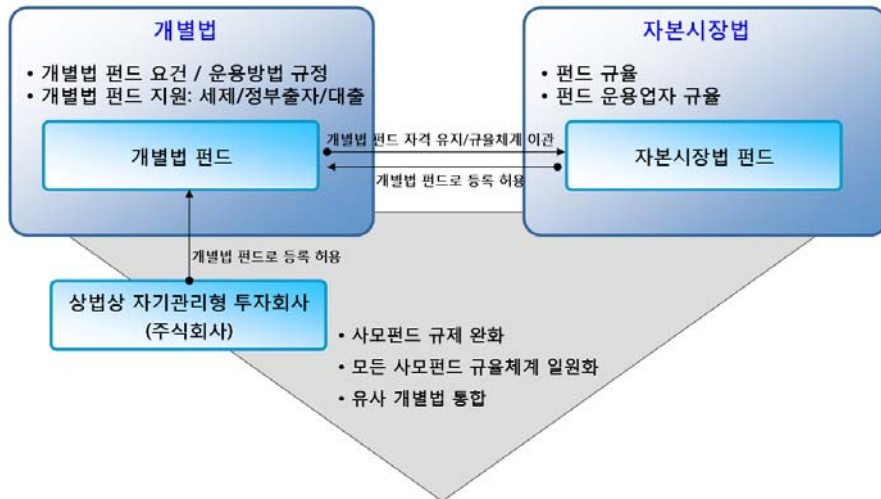 개별법
• 개별법 펀드 요건 / 운용방법 규정
• 개별법 펀드 지원: 세제/정부출자/대출
개별법 펀드
자본시장법
• 펀드 규율
• 펀드 운용업자 규율
자본시장법 펀드
개별법 펀드 자격 유지/규율체계 이관
개별법 펀드로 등록 허용
개별법 펀드로 등록 허용
상법상 자기관리형 투자회사
(주식회사)
• 사모펀드 규제 완화
• 모든 사모펀드 규율체계 일원화
• 유사 개별법 통합